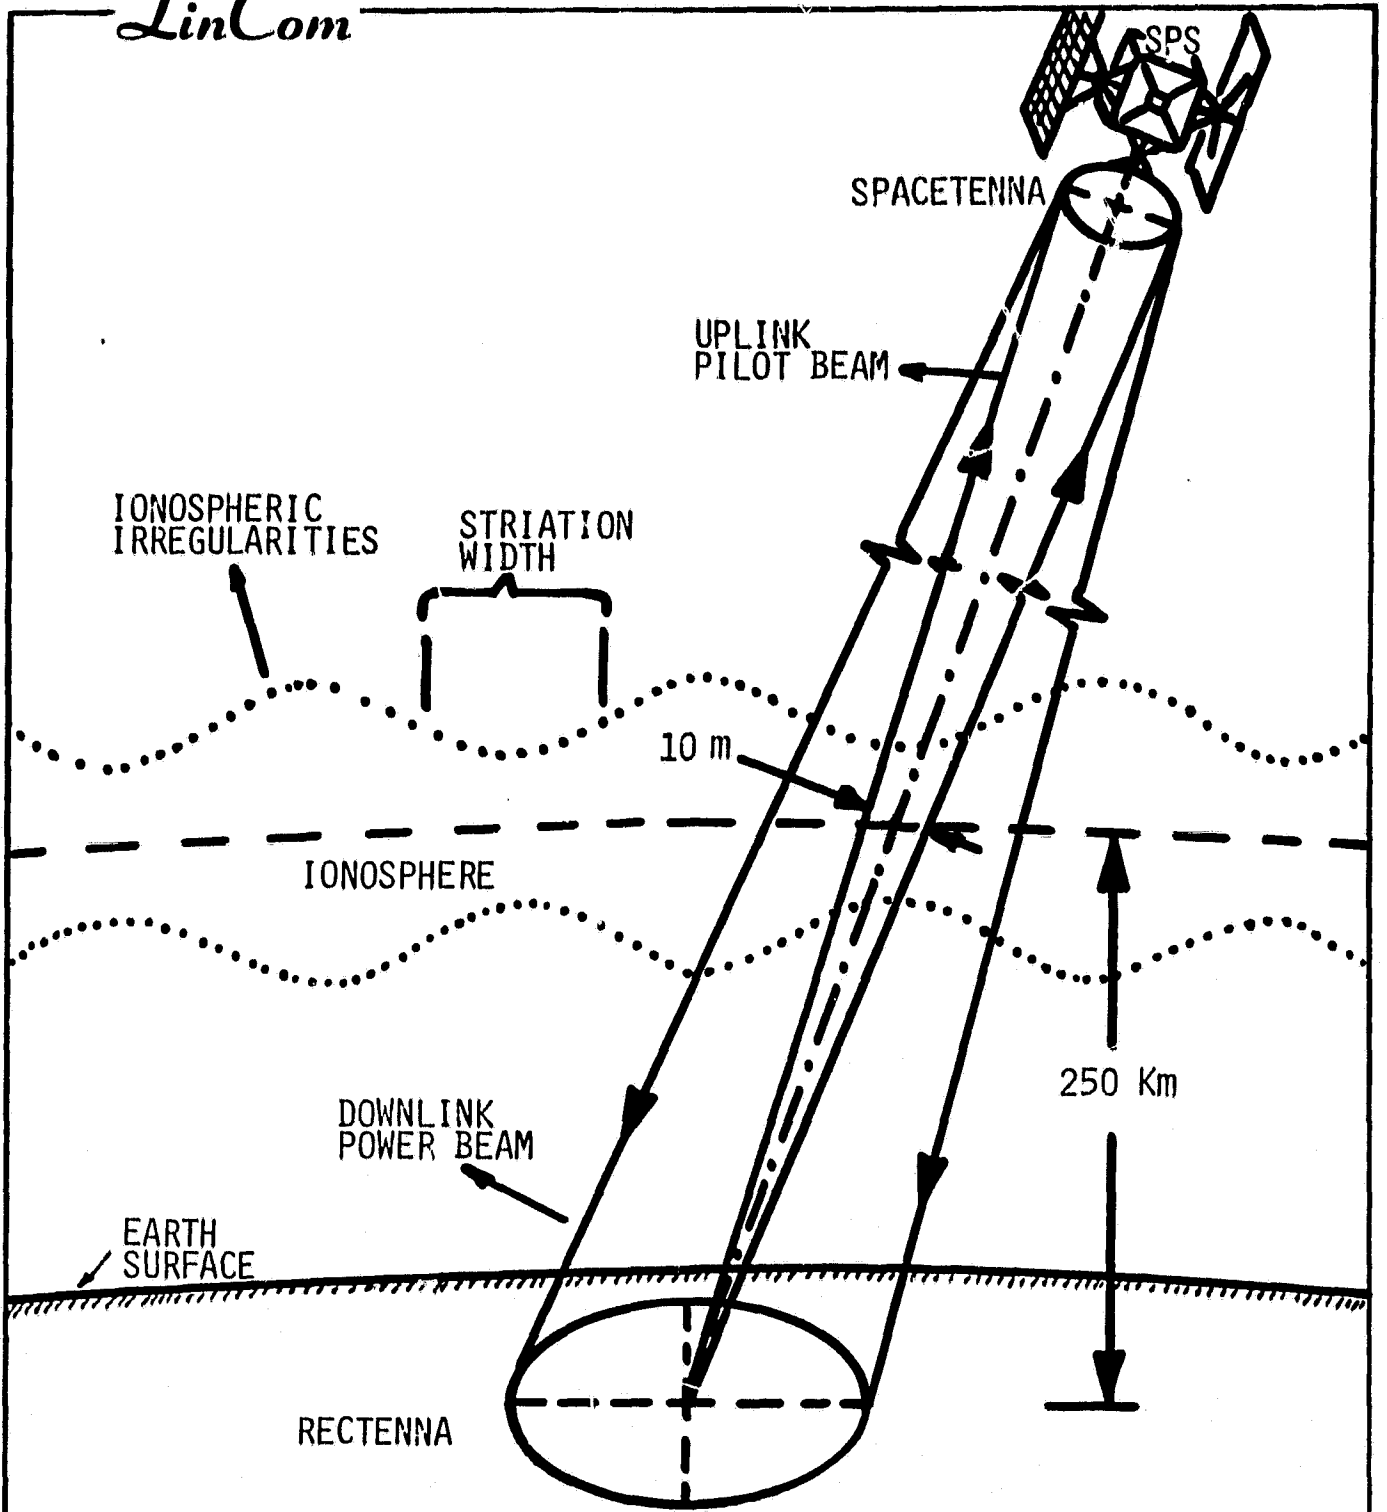 LinCom
SPS
SPACETENNA
UPLINK
PILOT BEAM
IONOSPHERIC
IRREGULARITIES
STRIATION
WIDTH
10 m
IONOSPHERE
250 Km
DOWNLINK
POWER BEAM
EARTH
SURFACE
RECTENNA